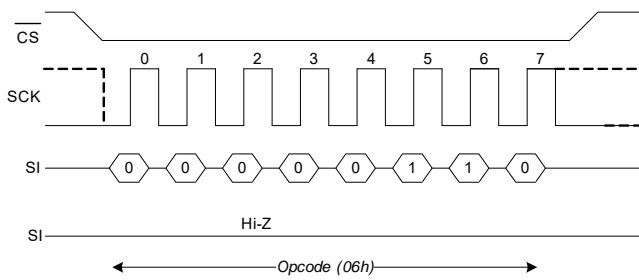 CS
0 1 2 3 4 5 6 7
SCK
SI 0 0 0 0 0 1 1 0
Hi-Z
SI
Opcode (06h)